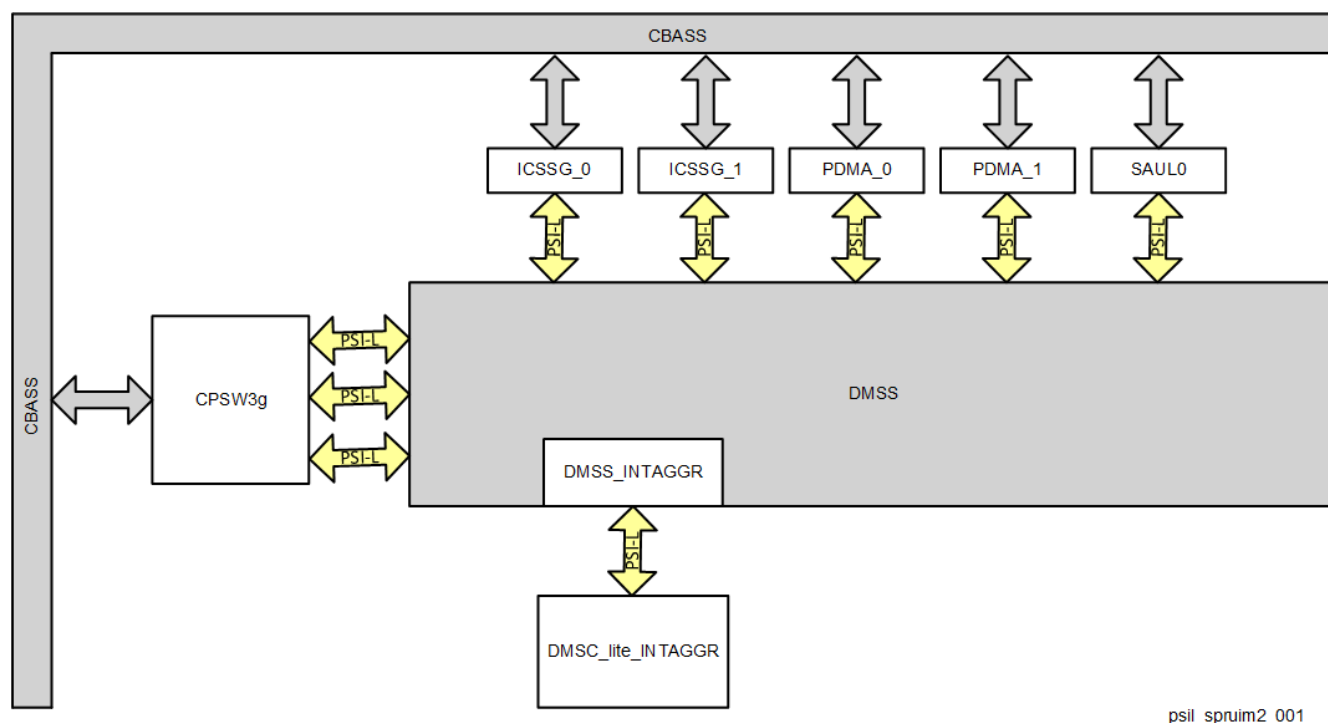 CBASS
ICSSG_0
ICSSG_1
PDMA_0
PDMA_1
SAUL0
PSI-L
PSI-L
PSI-L
PSI-L
PSI-L
CBASS
CPSW3g
PSI-L
PSI-L
PSI-L
DMSS
DMSS_INTAGGR
PSI-L
DMSC_lite_INTAGGR
psil_spruim2_001